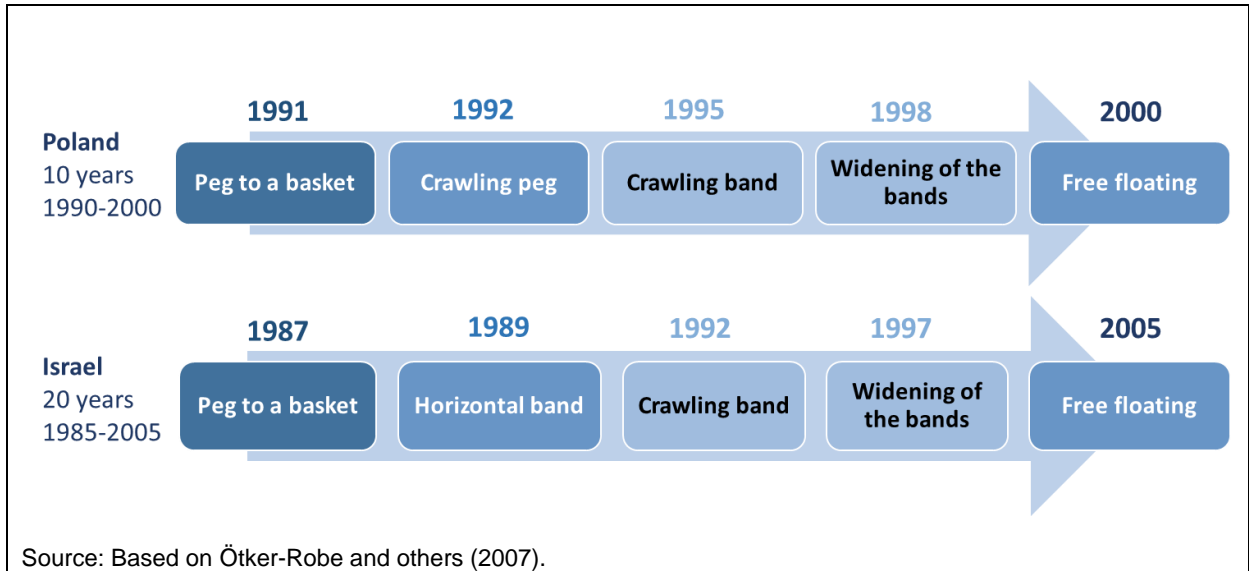 1991 1992 1995 1998 2000
Poland
10 years
1990-2000
Peg to a basket
Crawling peg
Crawling band
Widening of the
bands
Free floating
1987 1989 1992 1997 2005
Israel
20 years
1985-2005
Peg to a basket
Horizontal band
Crawling band
Widening of
the bands
Free floating
Source: Based on Ötker-Robe and others (2007).